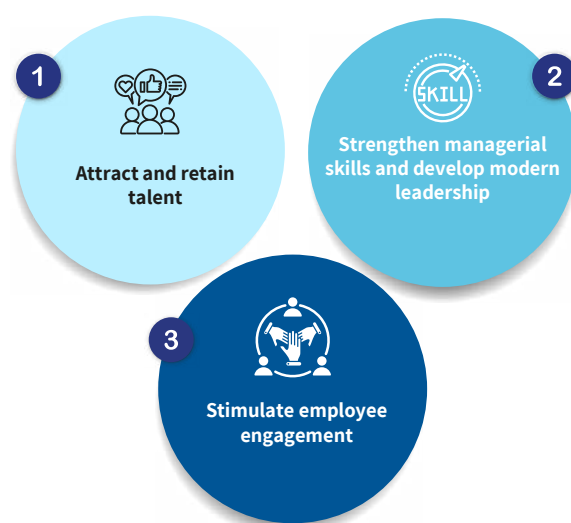 1
Attract and retain
talent
2
SKILL
Strengthen managerial
skills and develop modern
leadership
3
Stimulate employee
engagement